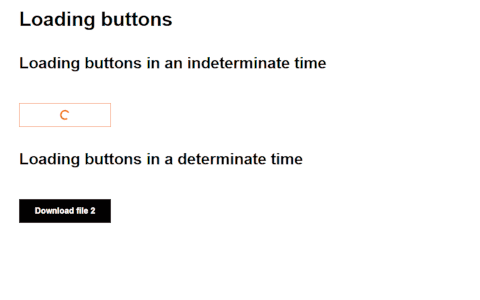 Loading buttons
Loading buttons in an indeterminate time
Loading buttons in a determinate time
Download file 2